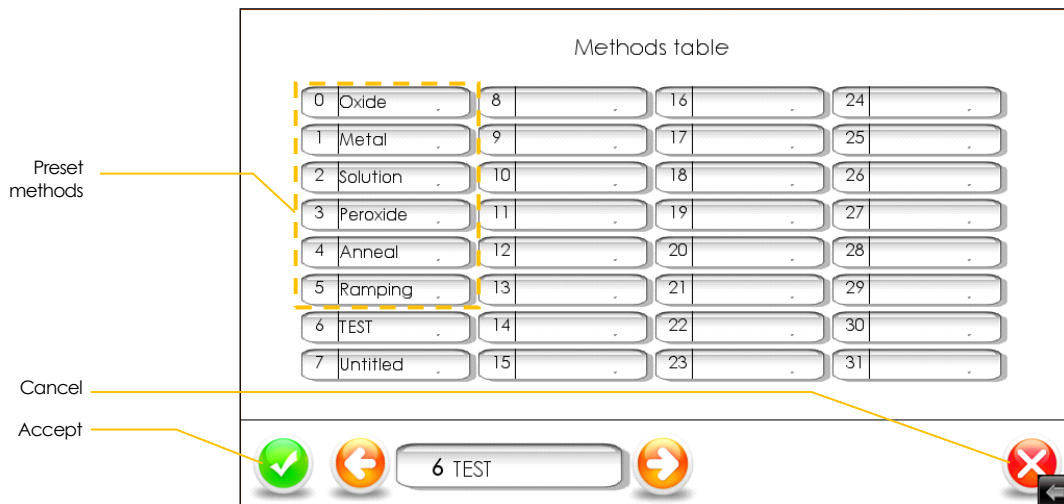 Methods table
0 Oxide 8 16 24
1 Metal 9 17 25
Preset
methods
2 Solution 10 18 26
3 Peroxide 11 19 27
4 Anneal 12 20 28
5 Ramping 13 21 29
6 TEST 14 22 30
7 Untitled 15 23 31
Cancel
Accept
6 TEST